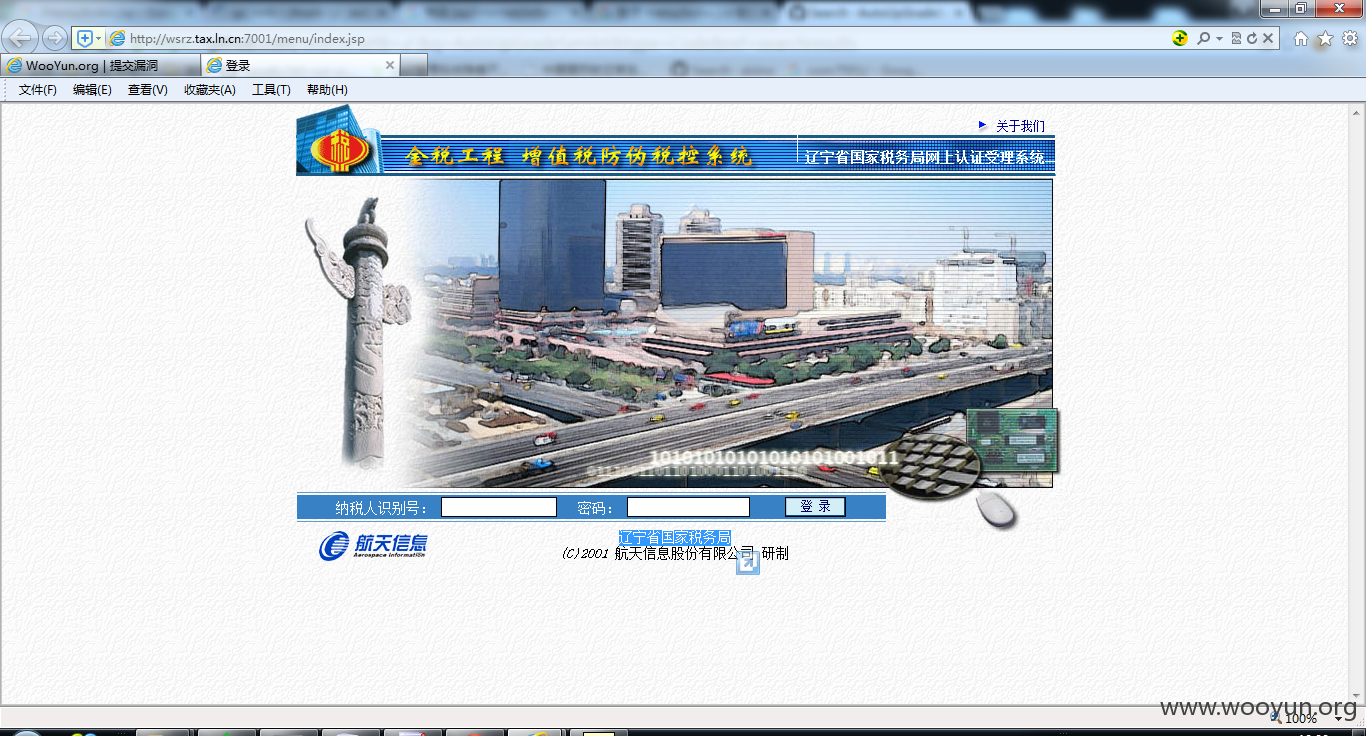 http://wsrz.tax.ln.cn:7001/menu/index.jsp
WooYun.org | 提交漏洞
登录
文件(F) 编辑(E) 查看(V) 收藏夹(A) 工具(T) 帮助(H)
关于我们
金税工程 增值税防伪税控系统
辽宁省国家税务局网上认证受理系统
10101010101010101001011
纳税人识别号：
密码：
登 录
航天信息
Aerospace Information
辽宁省国家税务局
(C)2001 航天信息股份有限公司 研制
www.wooyun.org
100%